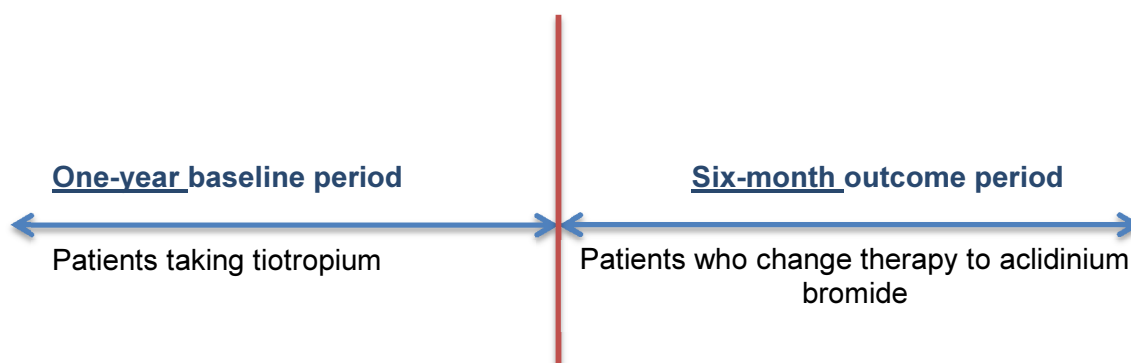 One-year baseline period
Six-month outcome period
Patients taking tiotropium
Patients who change therapy to aclidinium
bromide